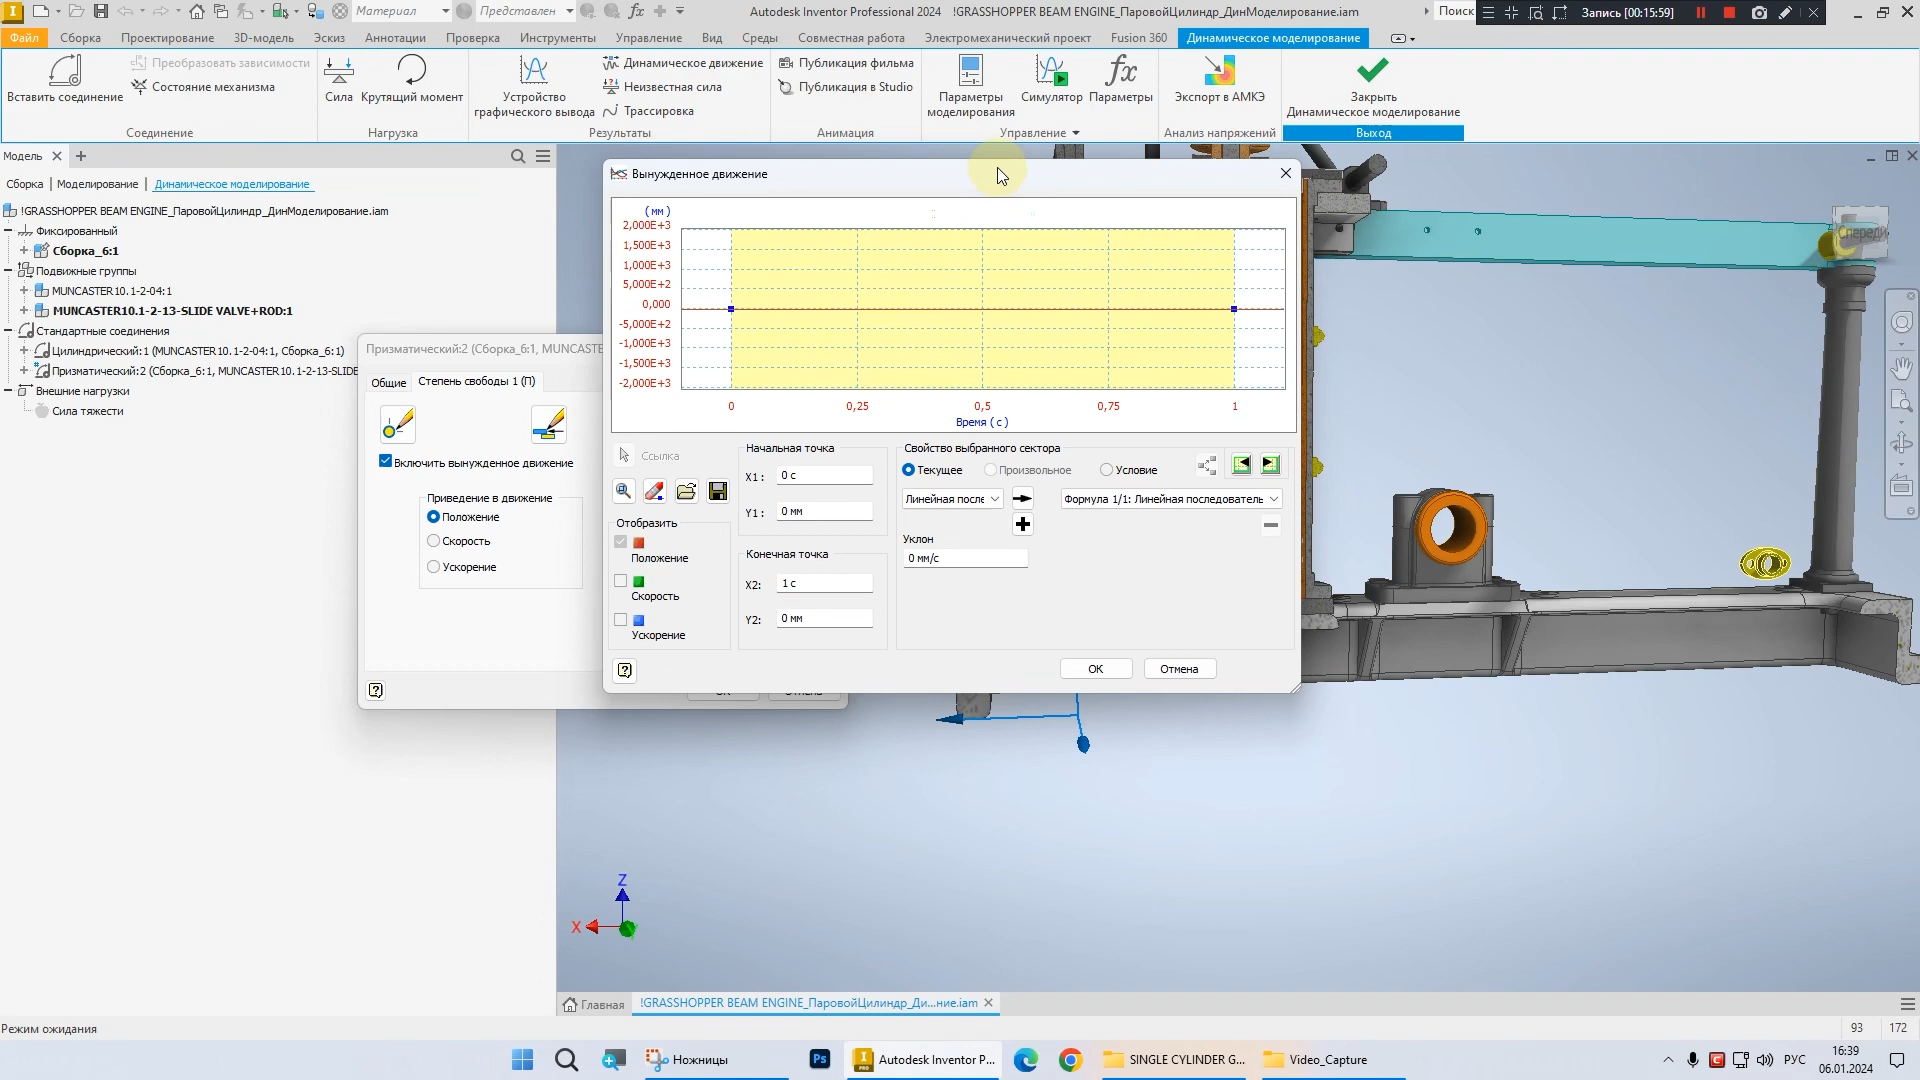 Материал
Представлен
Autodesk Inventor Professional 2024 !GRASSHOPPER BEAM ENGINE_ПаровойЦилиндр_ДинМоделирование.iam
Поиск
Запись [00:15:59]
Файл Сборка Проектирование 3D-модель Эскиз Аннотации Проверка Инструменты Управление Вид Среды Совместная работа Электромеханический проект Fusion 360 Динамическое моделирование
Вставить соединение
Преобразовать зависимости
Состояние механизма
Соединение
Сила
Крутящий момент
Нагрузка
Устройство
графического вывода
Динамическое движение
Неизвестная сила
Трассировка
Результаты
Публикация фильма
Публикация в Studio
Анимация
Параметры
моделирования
Симулятор
Параметры
Управление
Экспорт в АМКЭ
Анализ напряжений
Закрыть
Динамическое моделирование
Выход
Модель
Сборка Моделирование Динамическое моделирование
!GRASSHOPPER BEAM ENGINE_ПаровойЦилиндр_ДинМоделирование.iam
Фиксированный
Сборка_6:1
Подвижные группы
MUNCASTER10.1-2-04:1
MUNCASTER10.1-2-13-SLIDE VALVE+ROD:1
Стандартные соединения
Цилиндрический:1 (MUNCASTER10.1-2-04:1, Сборка_6:1)
Призматический:2 (Сборка_6:1, MUNCASTER10.1-2-13-SLIDE
Внешние нагрузки
Сила тяжести
Призматический:2 (Сборка_6:1, MUNCASTE
Общие Степень свободы 1 (П)
Включить вынужденное движение
Приведение в движение
Положение
Скорость
Ускорение
Вынужденное движение
(мм)
2,000E+3
1,500E+3
1,000E+3
5,000E+2
0,000
-5,000E+2
-1,000E+3
-1,500E+3
-2,000E+3
0 0,25 0,5 0,75 1
Время (с)
Ссылка
Отобразить
Положение
Скорость
Ускорение
Начальная точка
X1: 0 с
Y1: 0 мм
Конечная точка
X2: 1 с
Y2: 0 мм
Свойство выбранного сектора
Текущее Произвольное Условие
Линейная после
Формула 1/1: Линейная последователь
Уклон
0 мм/с
ОК Отмена
Спереди
Z
X
Главная
!GRASSHOPPER BEAM ENGINE_ПаровойЦилиндр_Ди...ние.iam
Режим ожидания
93 172
Ножницы
Ps
Autodesk Inventor P...
SINGLE CYLINDER G...
Video_Capture
РУС
16:39
06.01.2024